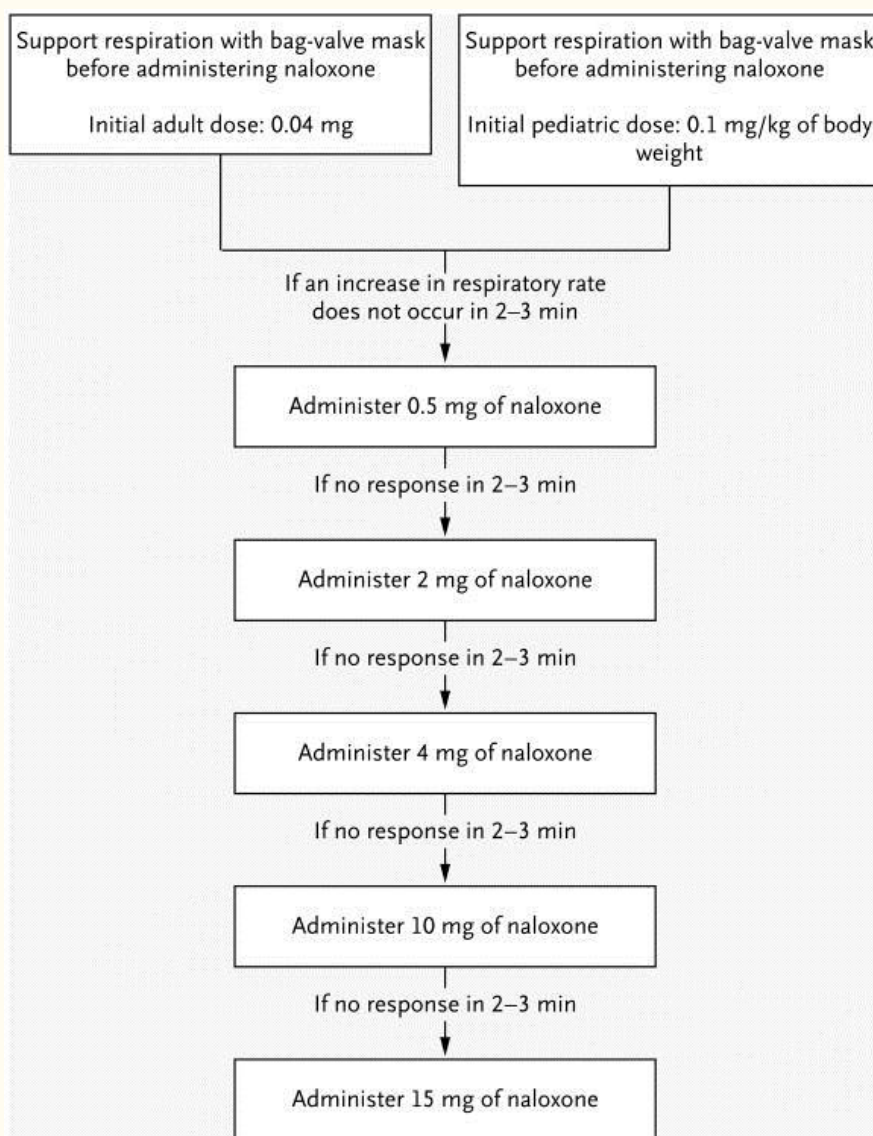 Support respiration with bag-valve mask
before administering naloxone
Initial adult dose: 0.04 mg
Support respiration with bag-valve mask
before administering naloxone
Initial pediatric dose: 0.1 mg/kg of body
weight
If an increase in respiratory rate
does not occur in 2–3 min
Administer 0.5 mg of naloxone
If no response in 2–3 min
Administer 2 mg of naloxone
If no response in 2–3 min
Administer 4 mg of naloxone
If no response in 2–3 min
Administer 10 mg of naloxone
If no response in 2–3 min
Administer 15 mg of naloxone